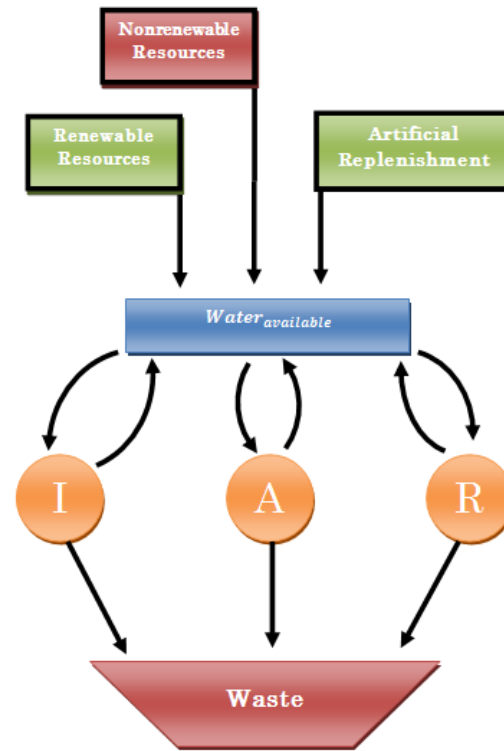 Nonrenewable
Resources
Renewable
Resources
Artificial
Replenishment
Water available
I
A
R
Waste